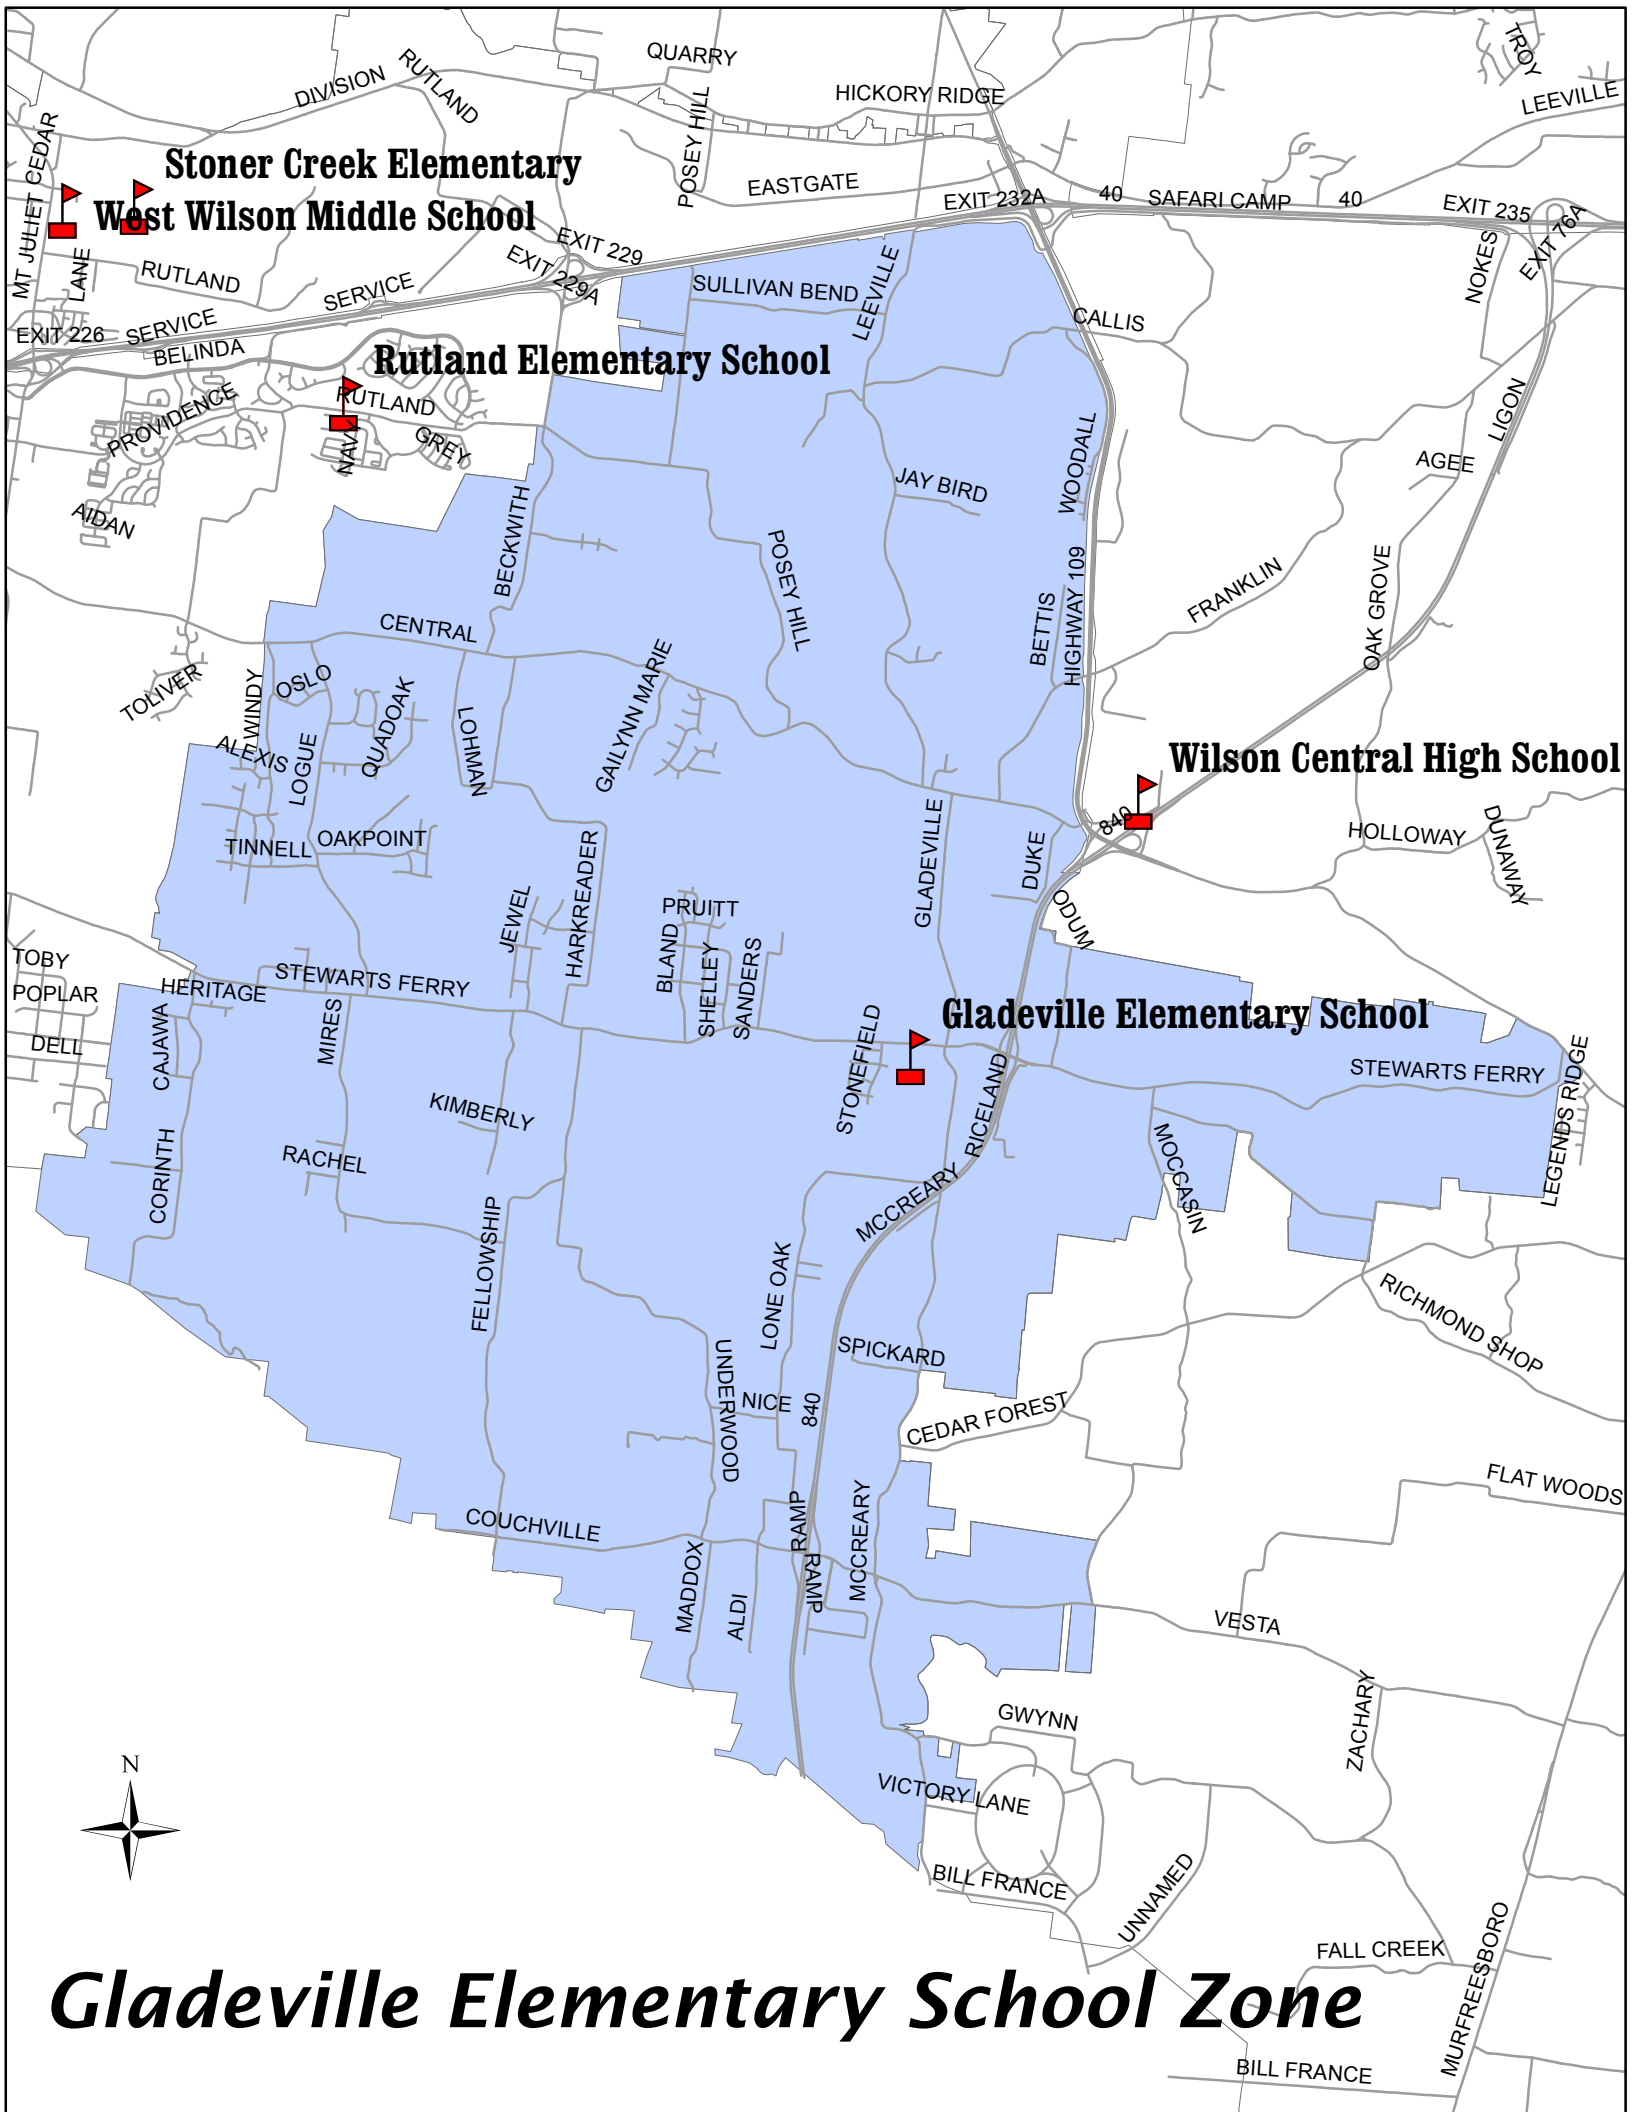 QUARRY
TROY
DIVISION
RUTLAND
HICKORY RIDGE
LEEVILLE
MT JULIET
CEDAR
POSEY HILL
Stoner Creek Elementary
EASTGATE
EXIT 232A
40
SAFARI CAMP
40
EXIT 235
EXIT 76A
West Wilson Middle School
EXIT 229
EXIT 229A
LANE
RUTLAND
SERVICE
SULLIVAN BEND
LEEVILLE
NOKES
EXIT 226
SERVICE
CALLIS
BELINDA
Rutland Elementary School
PROVIDENCE
RUTLAND
NAVY
GREY
WOODALL
LIGON
AGEE
JAY BIRD
AIDAN
BECKWITH
POSEY HILL
HIGHWAY 109
BETTIS
FRANKLIN
OAK GROVE
CENTRAL
TOLIVER
WINDY
OSLO
QUADOAK
LOHMAN
GAILYNN MARIE
ALEXIS
LOGUE
Wilson Central High School
840
GLADEVILLE
DUKE
HOLLOWAY
DUNAWAY
TINNELL
OAKPOINT
HARKREADER
JEWEL
PRUITT
BLAND
SHELLEY
SANDERS
ODUM
TOBY
POPLAR
DELL
HERITAGE
STEWARTS FERRY
CAJAWA
MIRES
STONEFIELD
Gladeville Elementary School
RICELAND
STEWARTS FERRY
LEGENDS RIDGE
KIMBERLY
CORINTH
RACHEL
MOCCASIN
MCCREARY
FELLOWSHIP
LONE OAK
RICHMOND SHOP
UNDERWOOD
SPICKARD
NICE
840
CEDAR FOREST
FLAT WOODS
COUCHVILLE
RAMP
RAMP
MCCREARY
MADDOX
ALDI
VESTA
ZACHARY
GWYNN
N
VICTORY LANE
BILL FRANCE
UNNAMED
FALL CREEK
MURFREESBORO
Gladeville Elementary School Zone
BILL FRANCE